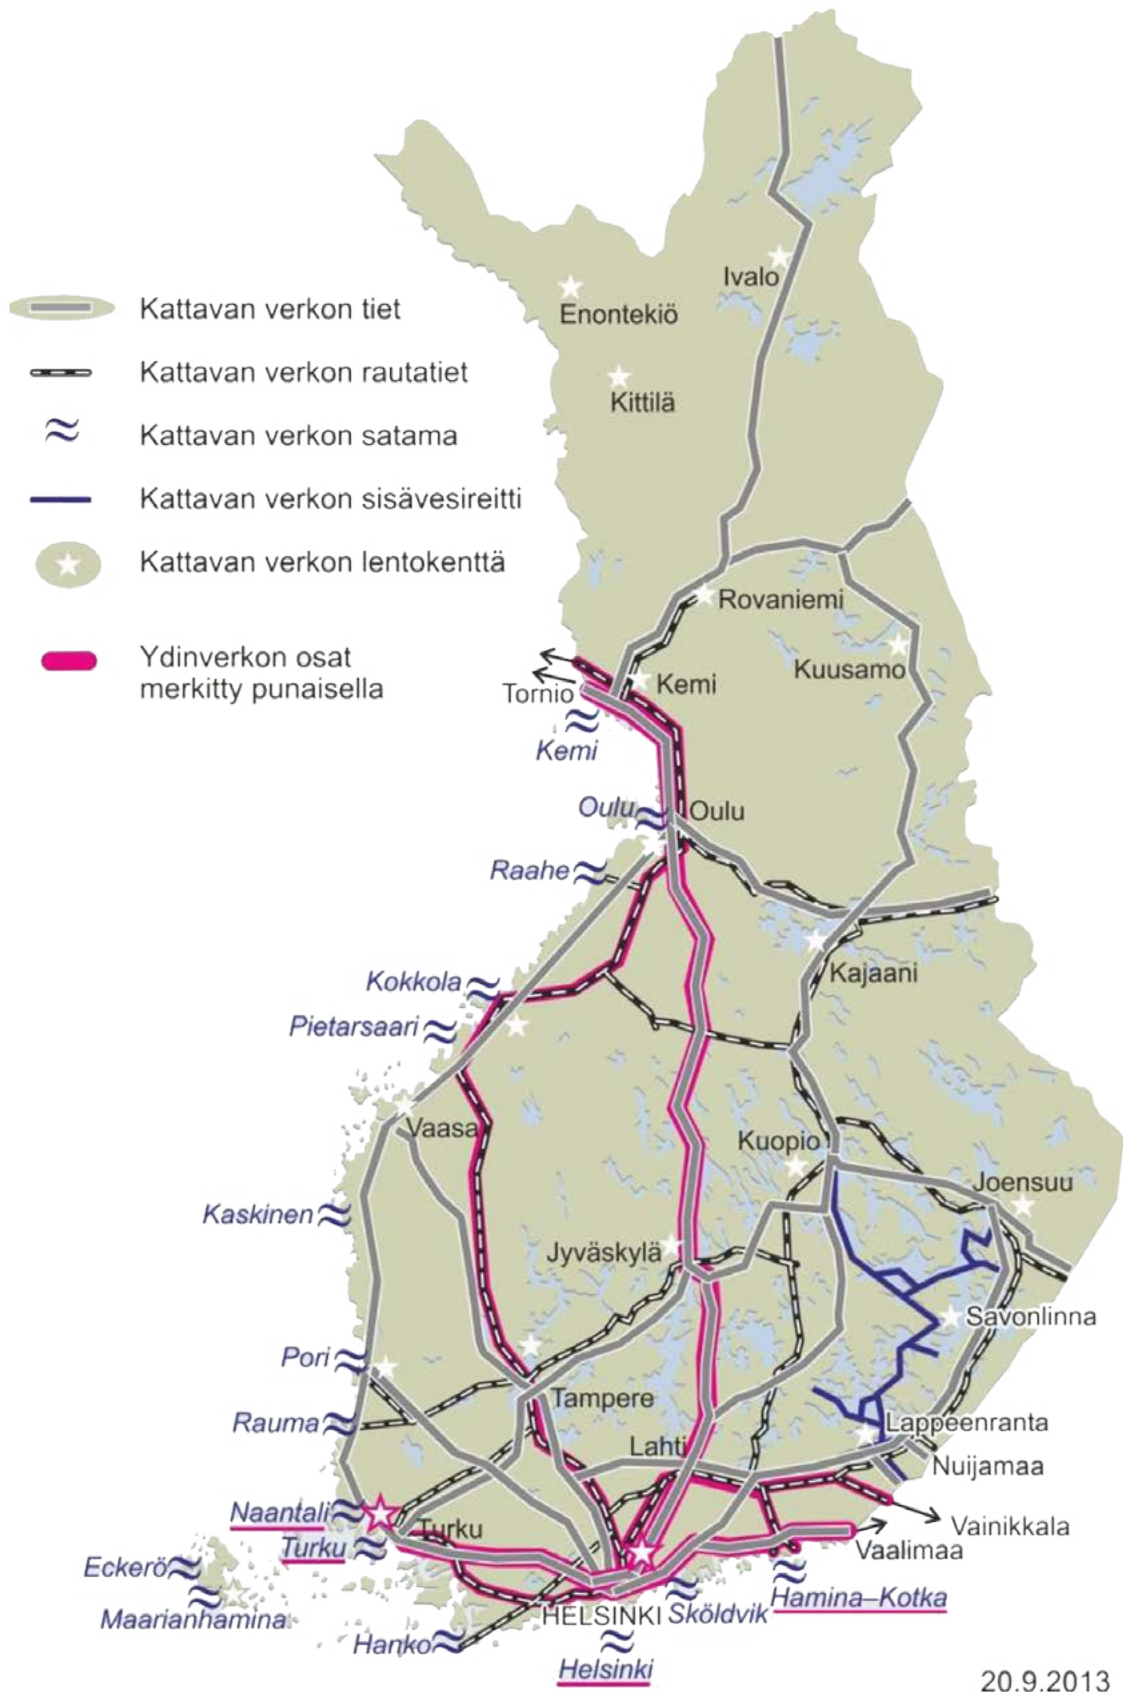 Kattavan verkon tiet
Kattavan verkon rautatiet
Kattavan verkon satama
Kattavan verkon sisävesireitti
Kattavan verkon lentokenttä
Ydinverkon osat
merkitty punaisella
Ivalo
Enontekiö
Kittilä
Rovaniemi
Kuusamo
Kemi
Tornio
Kemi
Oulu
Oulu
Raahe
Kajaani
Kokkola
Pietarsaari
Vaasa
Kuopio
Joensuu
Kaskinen
Jyväskylä
Savonlinna
Pori
Tampere
Rauma
Lappeenranta
Lahti
Nuijamaa
Naantali
Turku
Vainikkala
Turku
Vaalimaa
Eckerö
Hamina–Kotka
Maarianhamina
HELSINKI
Sköldvik
Hanko
Helsinki
20.9.2013